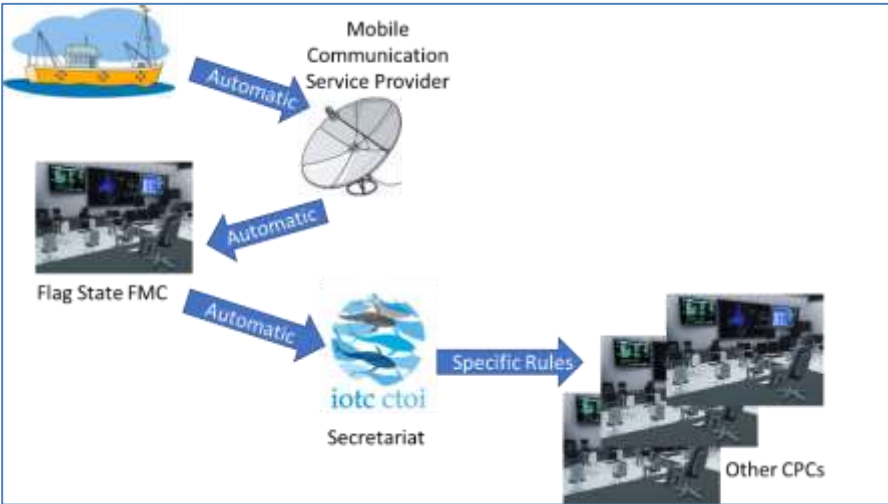 Mobile
Communication
Service Provider
Automatic
Automatic
Flag State FMC
Automatic
iotc ctoi
Secretariat
Specific Rules
Other CPCs